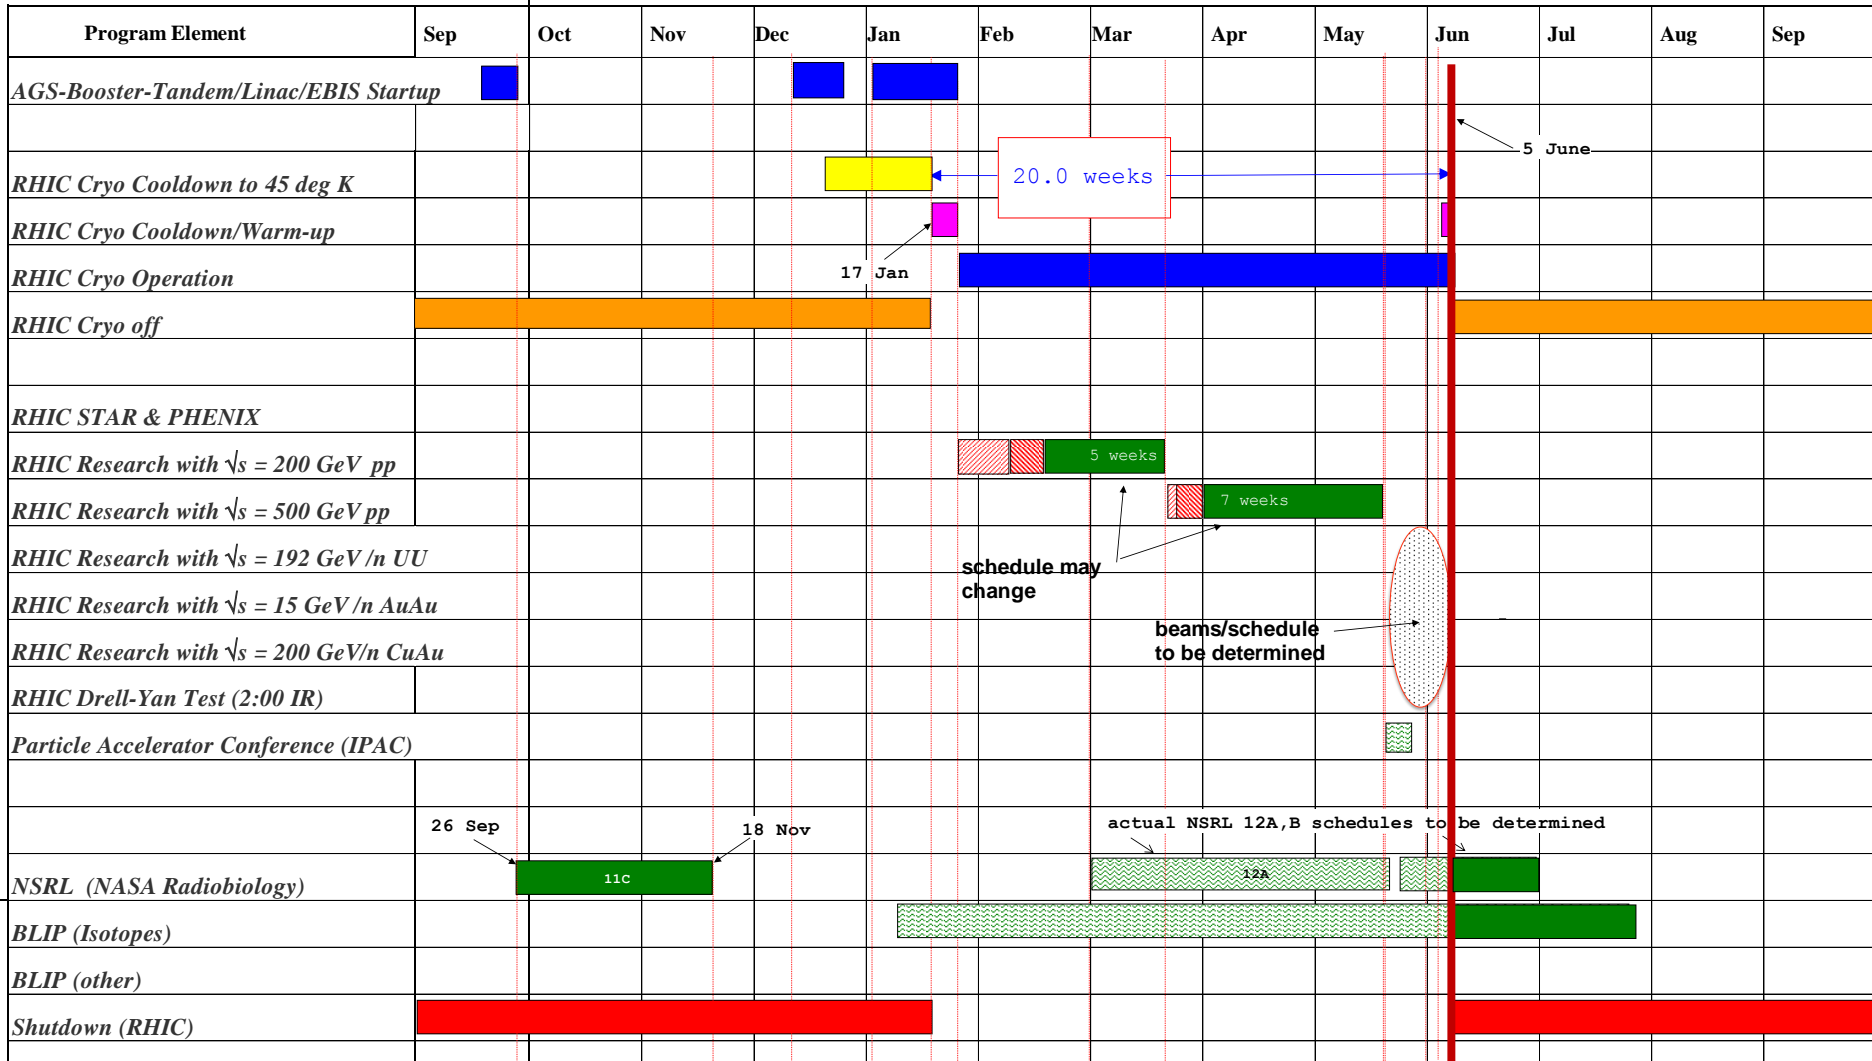 Program Element Sep Oct Nov Dec Jan Feb Mar Apr May Jun Jul Aug Sep
AGS-Booster-Tandem/Linac/EBIS Startup
5 June
RHIC Cryo Cooldown to 45 deg K 20.0 weeks
RHIC Cryo Cooldown/Warm-up
17 Jan
RHIC Cryo Operation
RHIC Cryo off
RHIC STAR & PHENIX
RHIC Research with √s = 200 GeV pp 5 weeks
RHIC Research with √s = 500 GeV pp 7 weeks
RHIC Research with √s = 192 GeV /n UU
schedule may
change
RHIC Research with √s = 15 GeV /n AuAu
beams/schedule
to be determined
RHIC Research with √s = 200 GeV/n CuAu
RHIC Drell-Yan Test (2:00 IR)
Particle Accelerator Conference (IPAC)
26 Sep 18 Nov actual NSRL 12A,B schedules to be determined
NSRL (NASA Radiobiology) 11C 12A
BLIP (Isotopes)
BLIP (other)
Shutdown (RHIC)